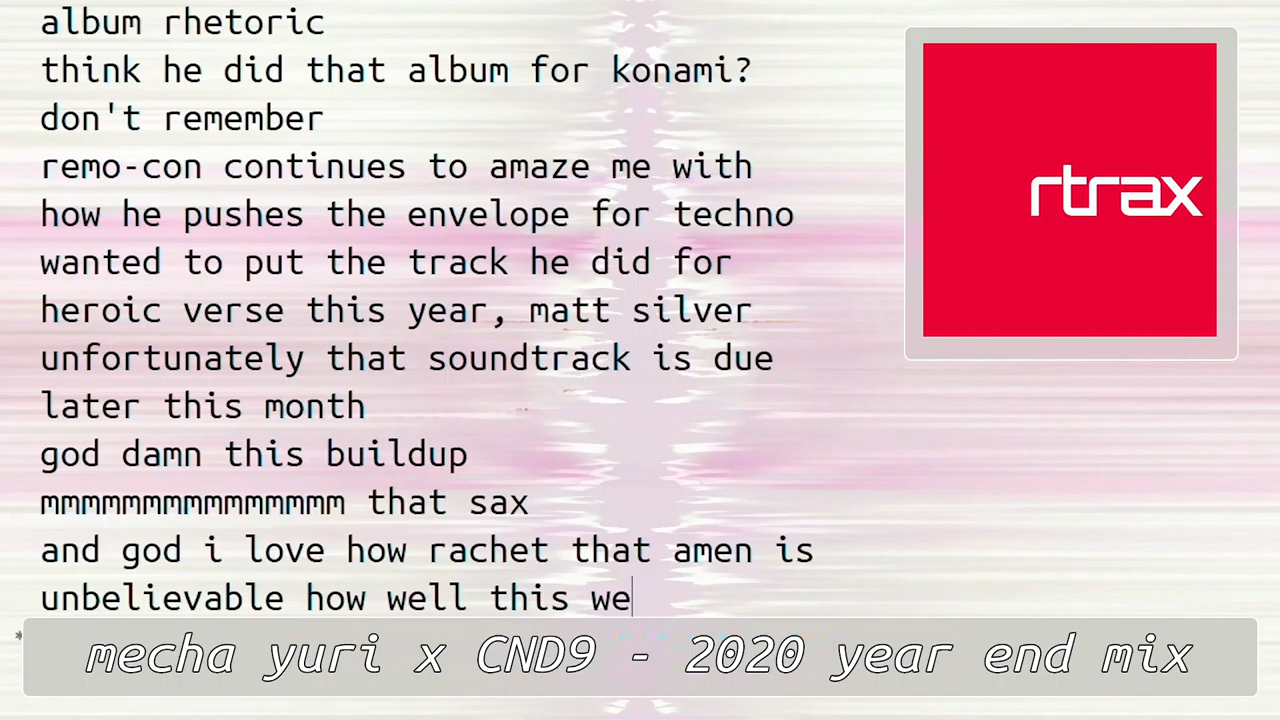 album rhetoric
think he did that album for konami?
don't remember
remo-con continues to amaze me with
how he pushes the envelope for techno
wanted to put the track he did for
heroic verse this year, matt silver
unfortunately that soundtrack is due
later this month
god damn this buildup
mmmmmmmmmmmmmmm that sax
and god i love how rachet that amen is
unbelievable how well this we
*
rtrax
mecha yuri x CND9 - 2020 year end mix